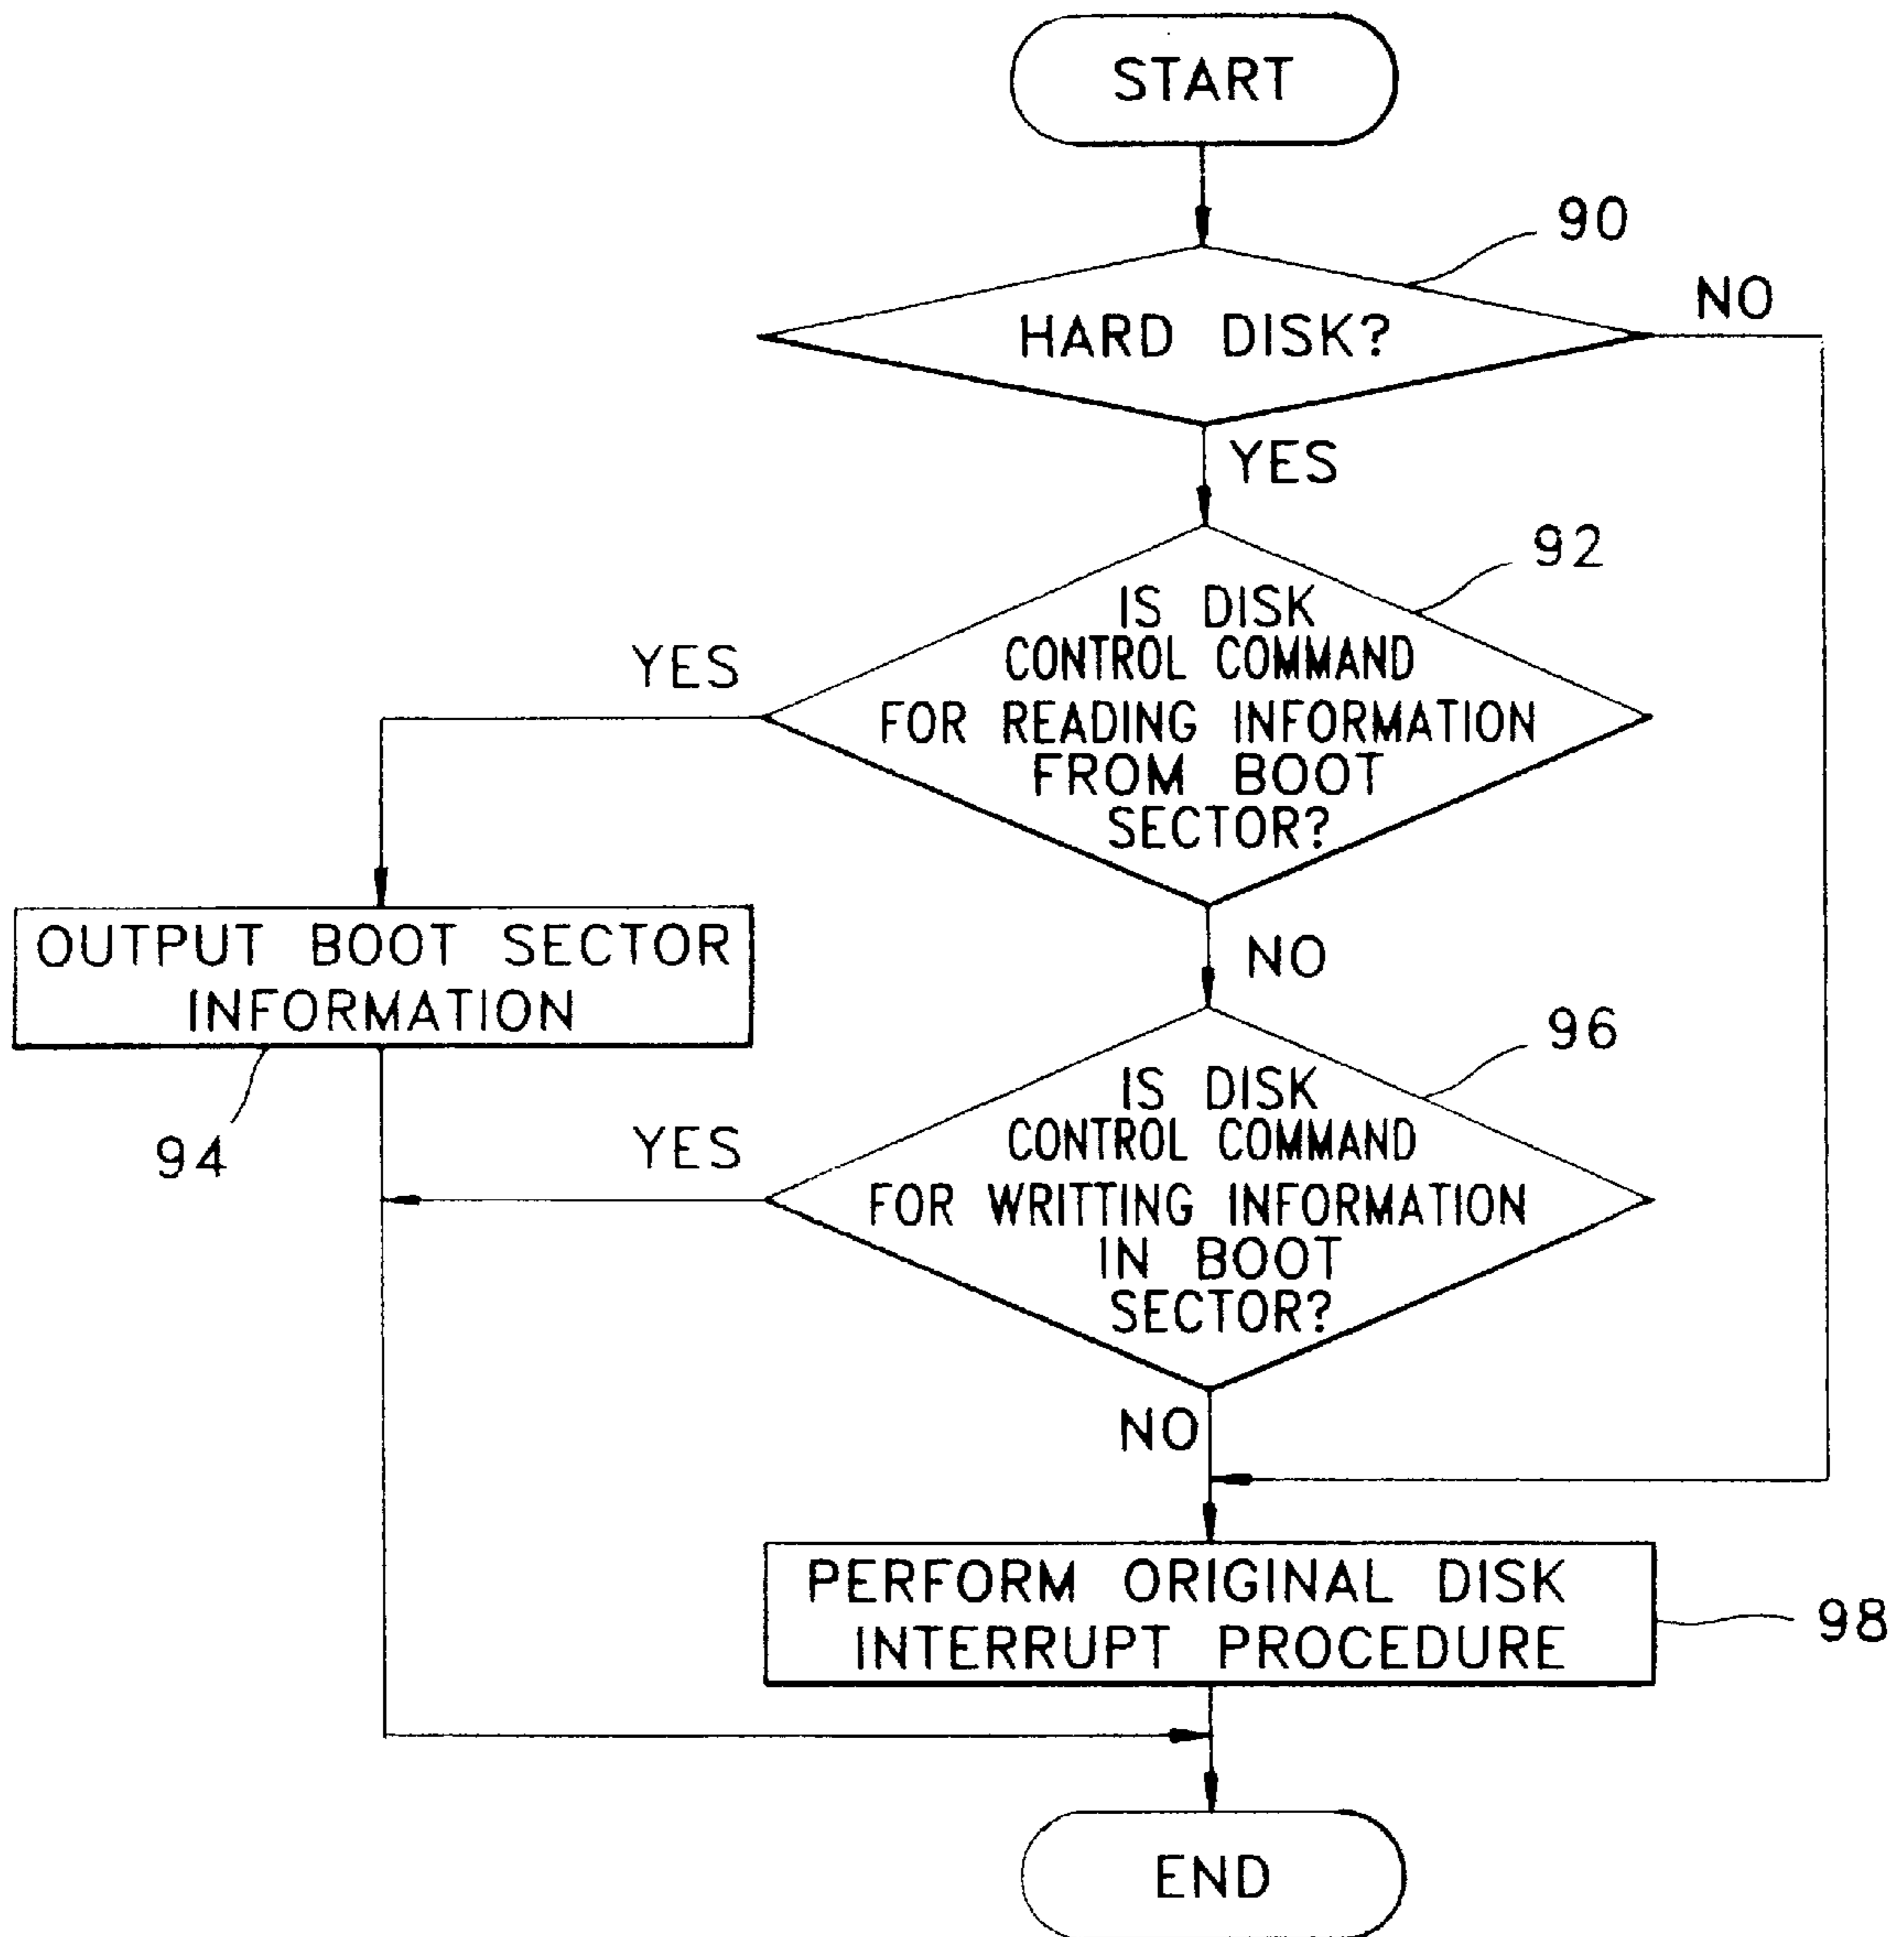 START
90
HARD DISK?
NO
YES
92
IS DISK
CONTROL COMMAND
FOR READING INFORMATION
FROM BOOT
SECTOR?
YES
OUTPUT BOOT SECTOR
INFORMATION
94
NO
96
IS DISK
CONTROL COMMAND
FOR WRITTING INFORMATION
IN BOOT
SECTOR?
YES
NO
PERFORM ORIGINAL DISK
INTERRUPT PROCEDURE
98
END